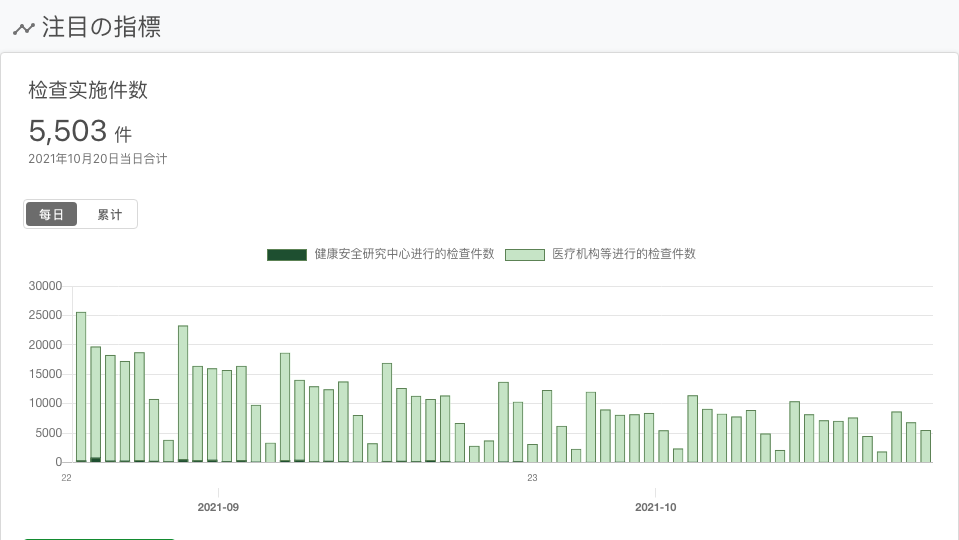 注目の指標
检查实施件数
5,503 件
2021年10月20日当日合计
每日 累计
健康安全研究中心进行的检查件数 医疗机构等进行的检查件数
30000
25000
20000
15000
10000
5000
0
22 23
2021-09 2021-10